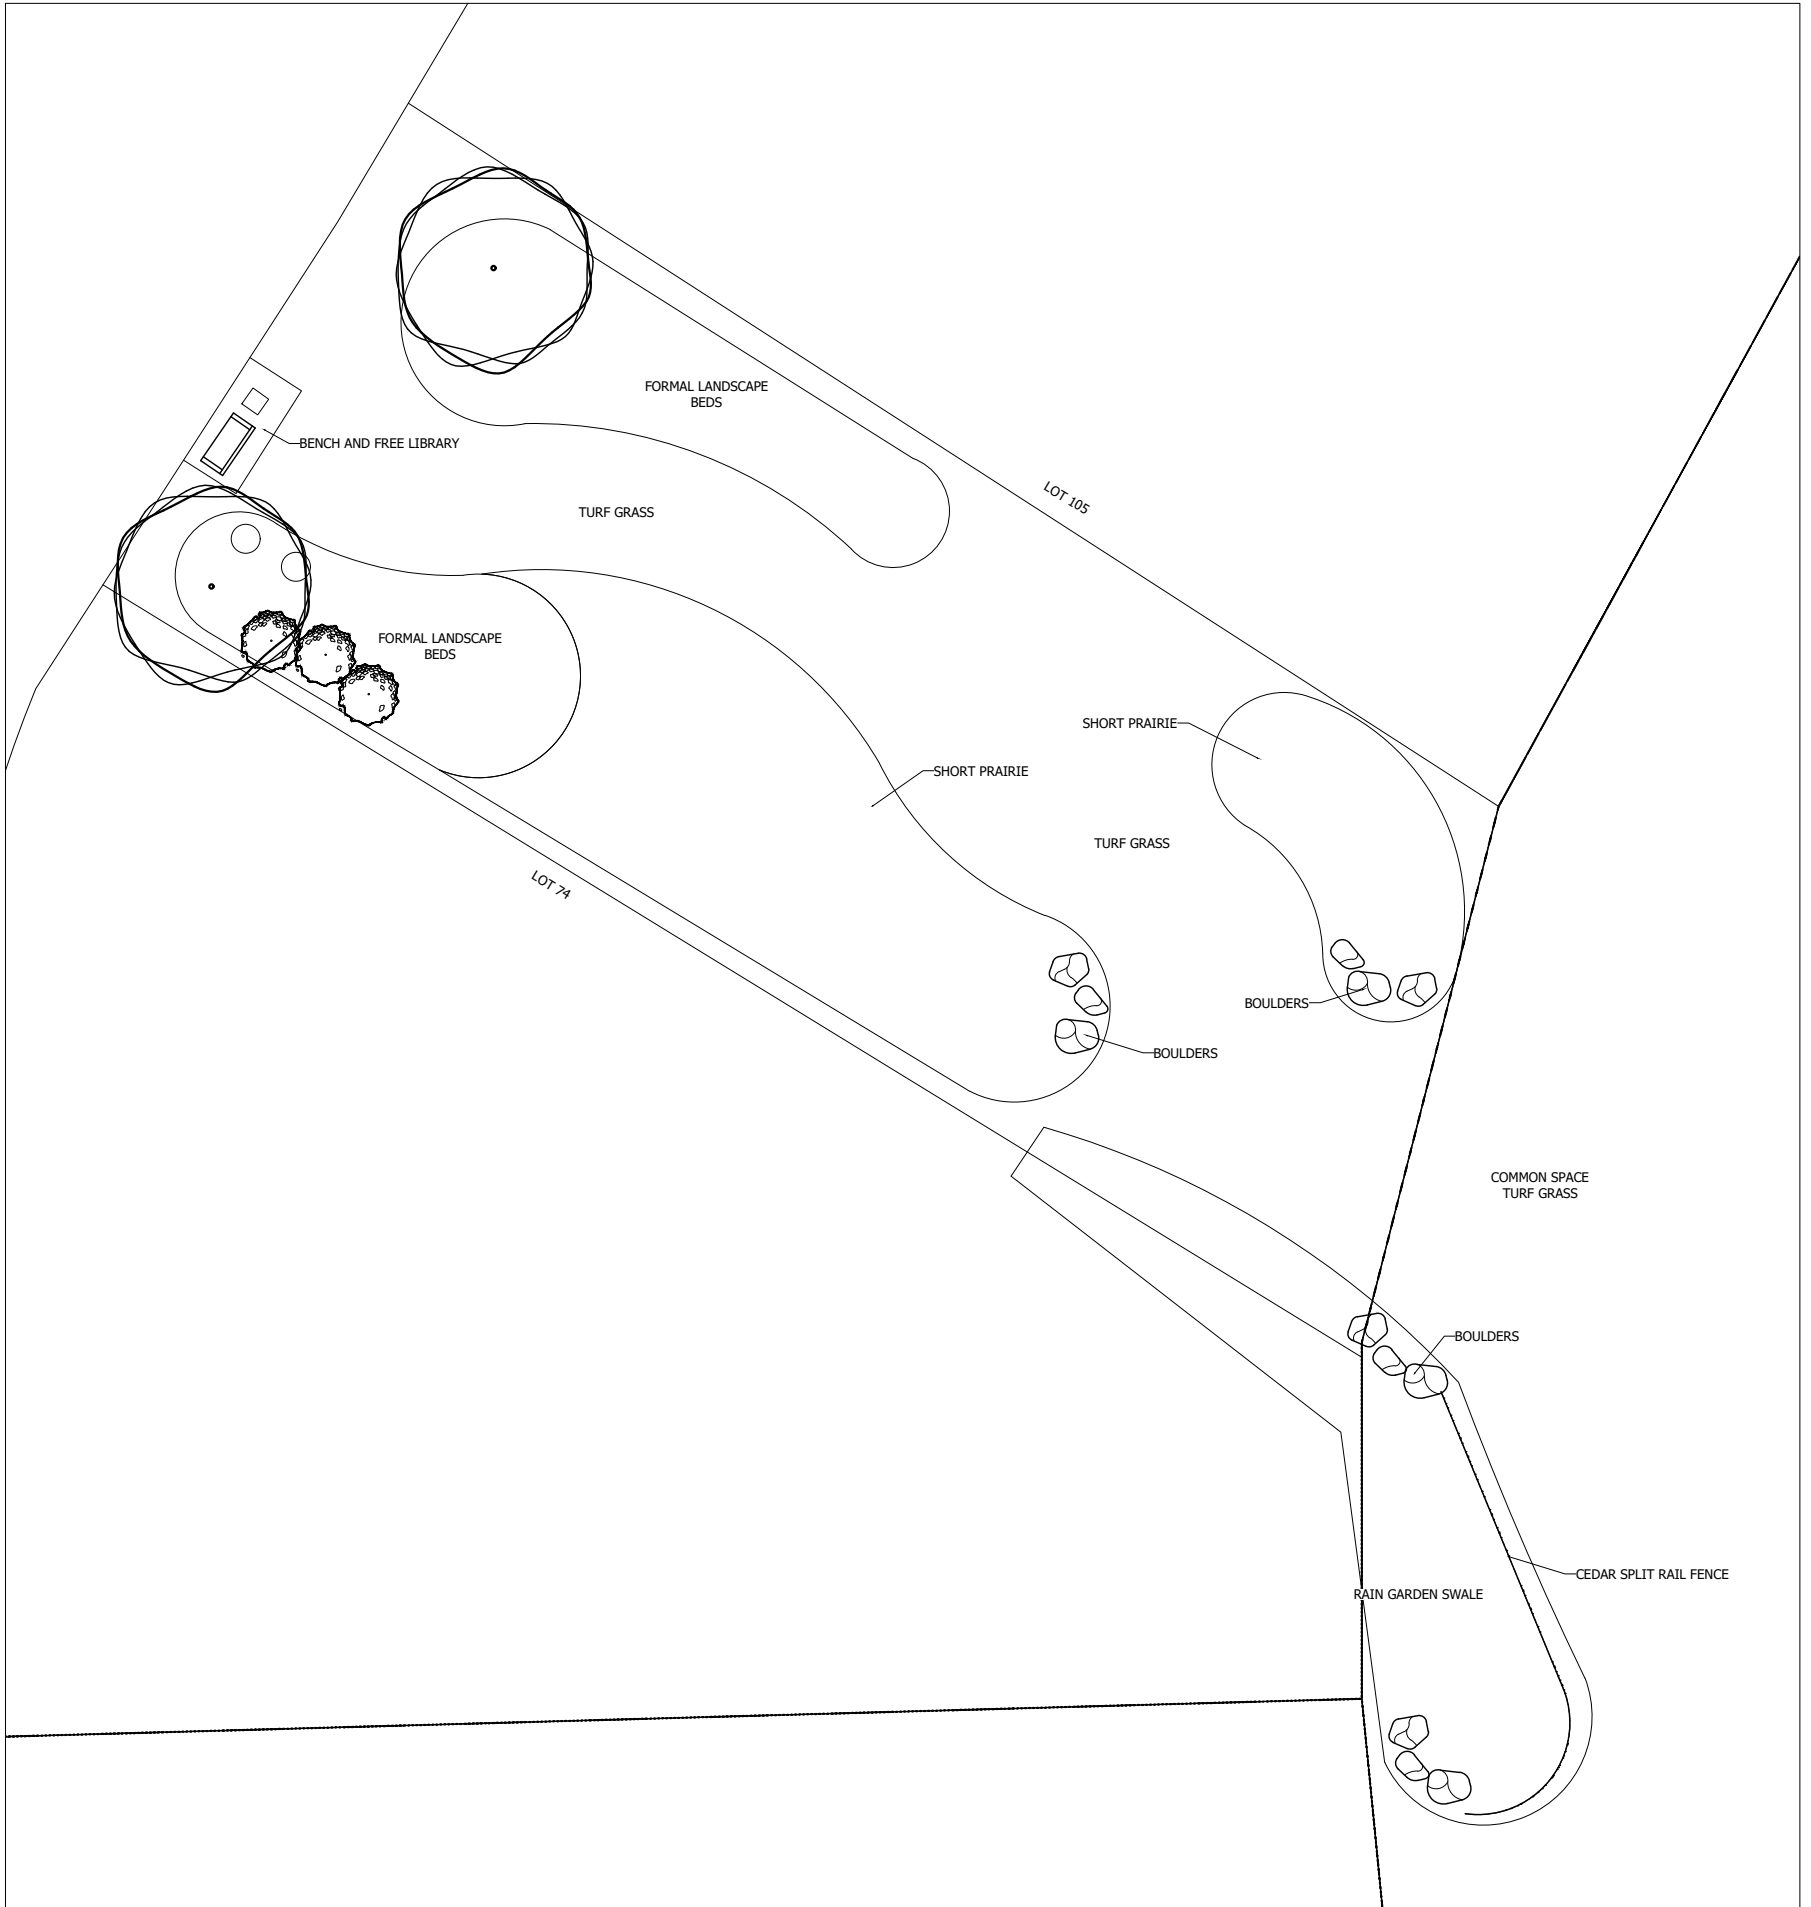 FORMAL LANDSCAPE
BEDS
BENCH AND FREE LIBRARY
LOT 105
TURF GRASS
FORMAL LANDSCAPE
BEDS
SHORT PRAIRIE
SHORT PRAIRIE
TURF GRASS
LOT 74
BOULDERS
BOULDERS
COMMON SPACE
TURF GRASS
BOULDERS
CEDAR SPLIT RAIL FENCE
RAIN GARDEN SWALE